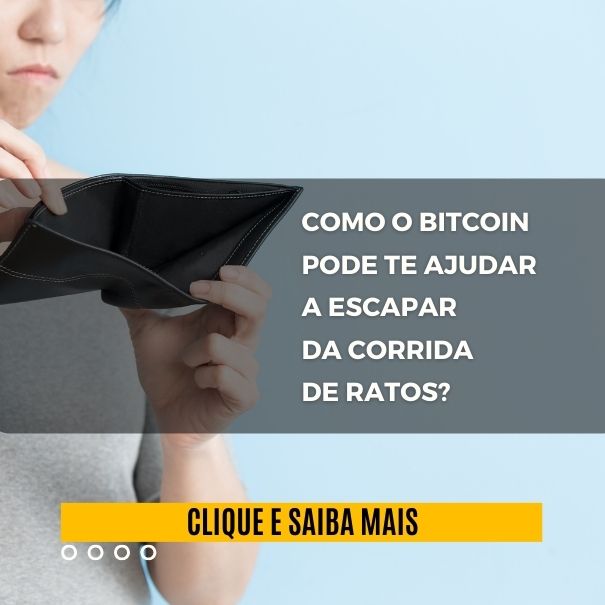 COMO O BITCOIN
PODE TE AJUDAR
A ESCAPAR
DA CORRIDA
DE RATOS?
CLIQUE E SAIBA MAIS